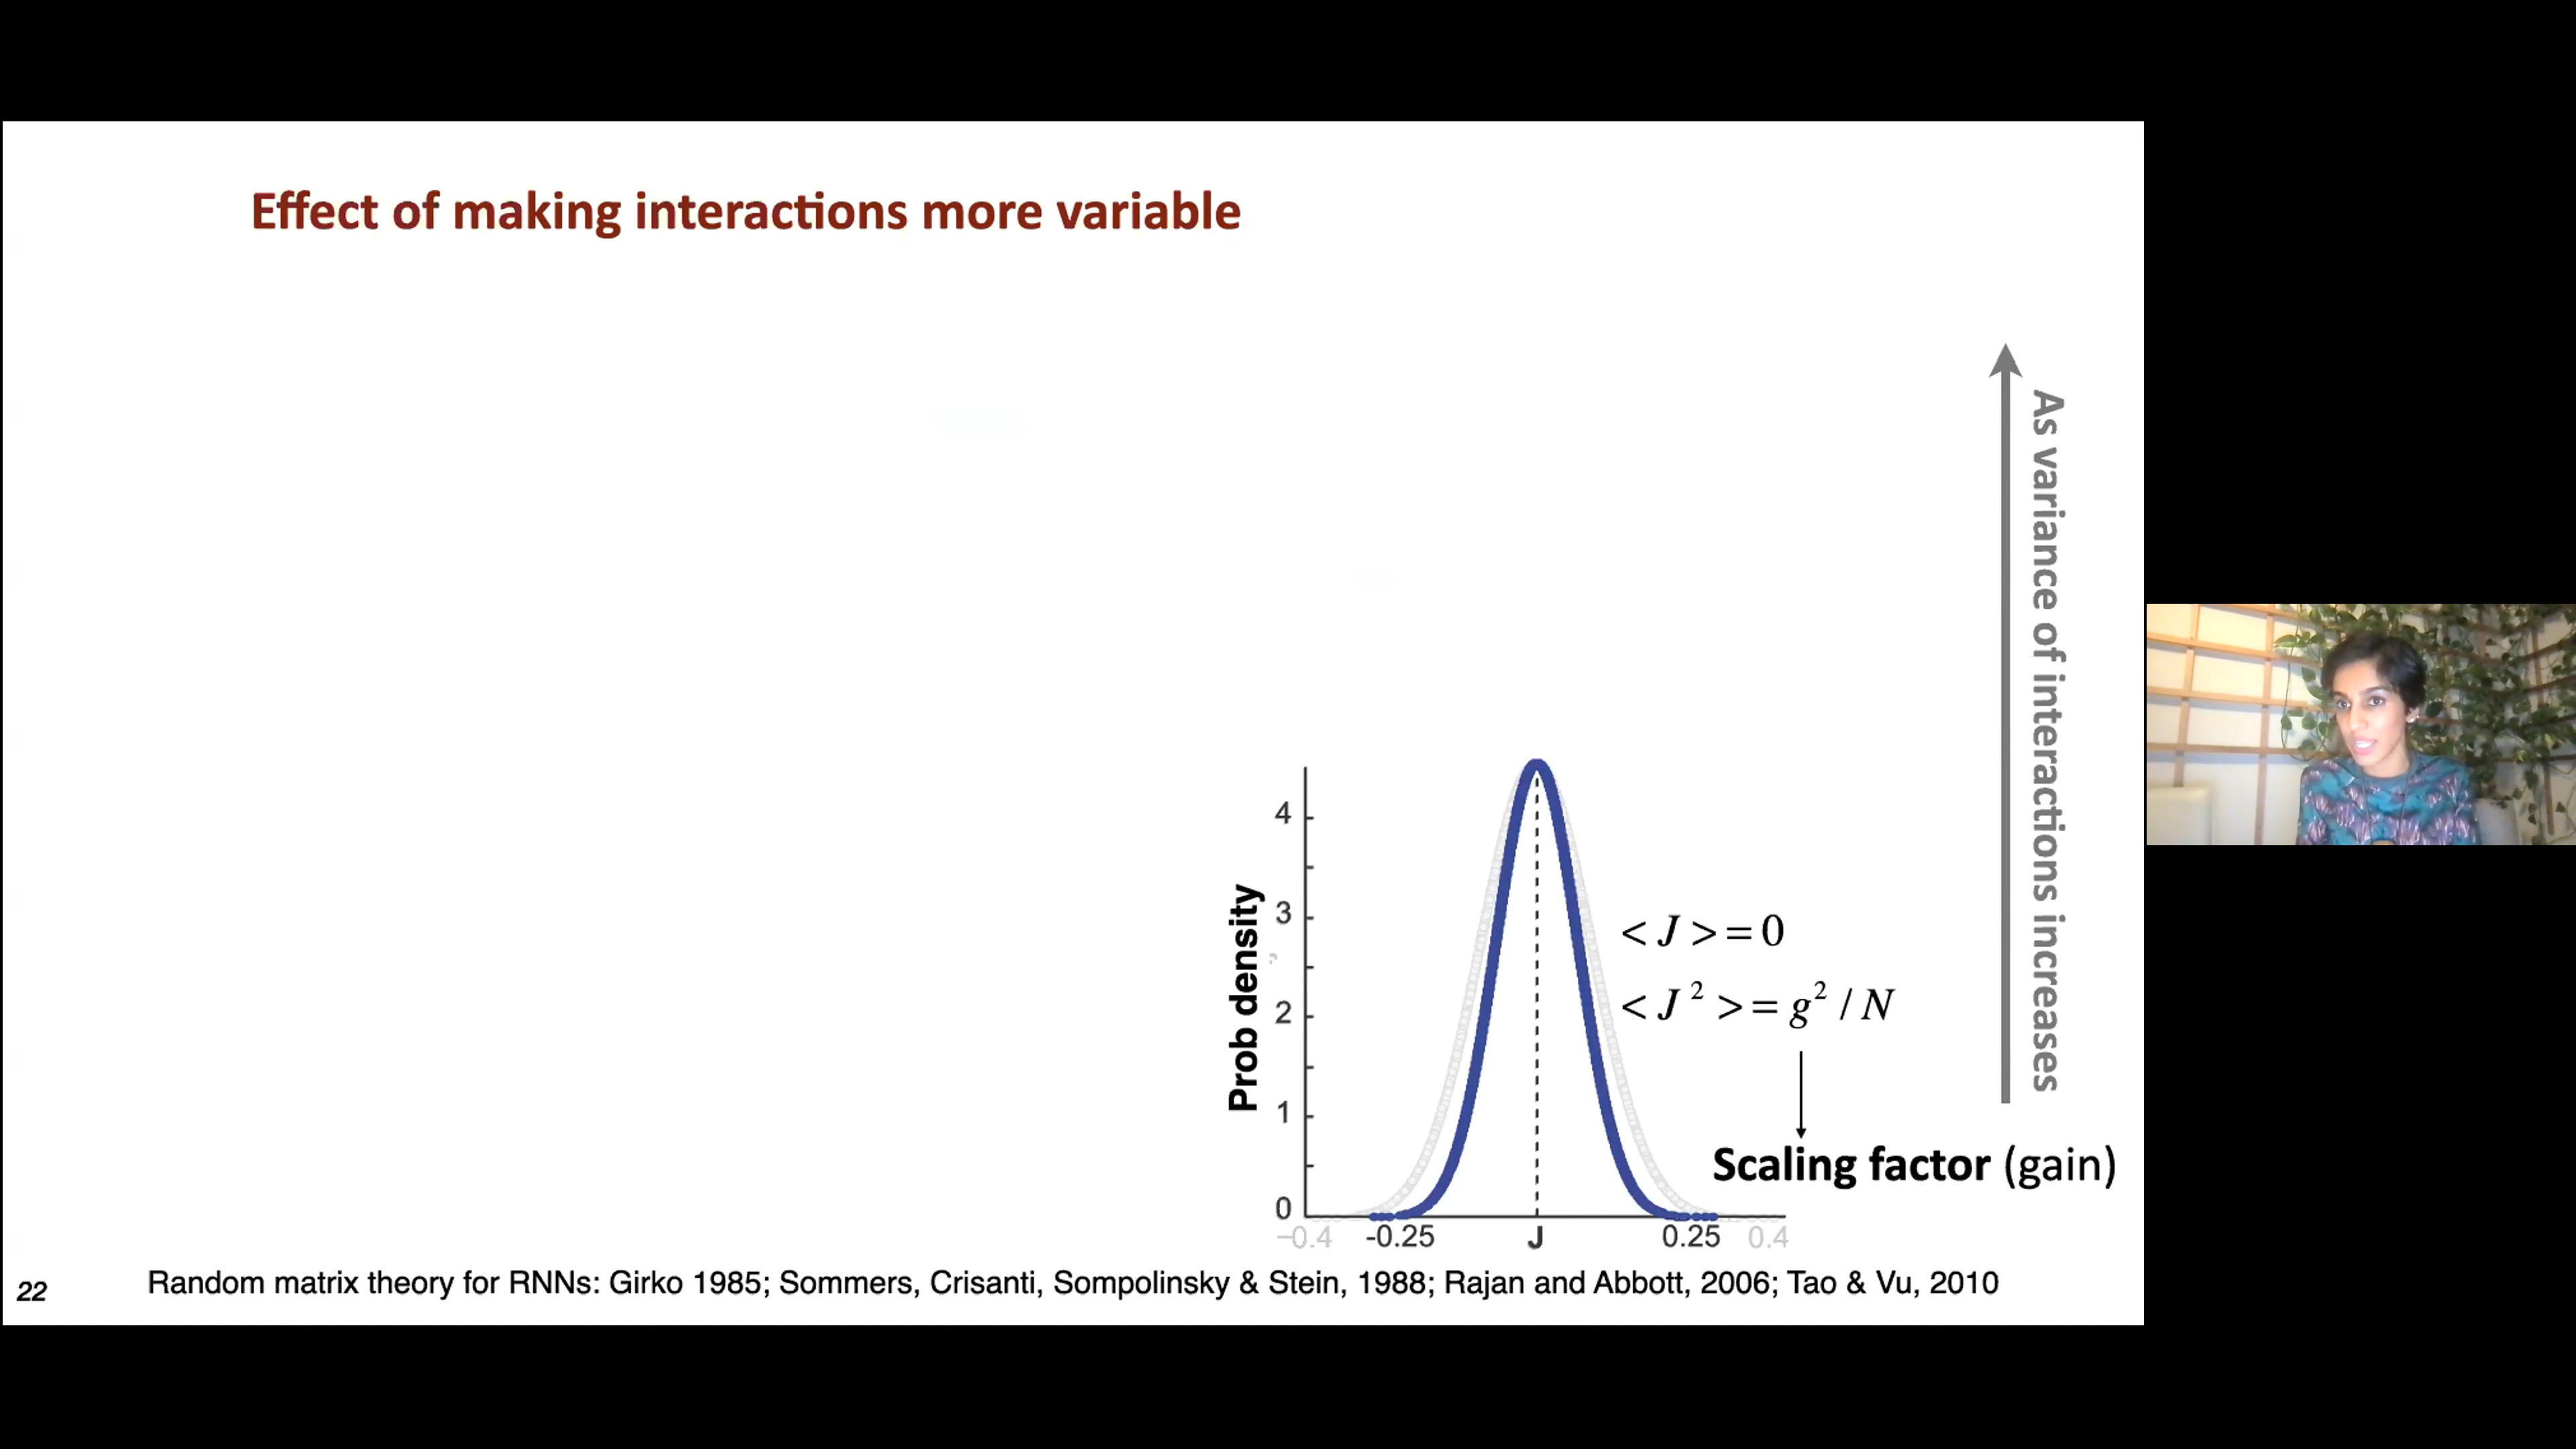 Effect of making interactions more variable
As variance of interactions increases
Prob density
4
3
2
1
0
< J > = 0
< J² > = g² / N
Scaling factor (gain)
−0.4 -0.25 J 0.25 0.4
22
Random matrix theory for RNNs: Girko 1985; Sommers, Crisanti, Sompolinsky & Stein, 1988; Rajan and Abbott, 2006; Tao & Vu, 2010